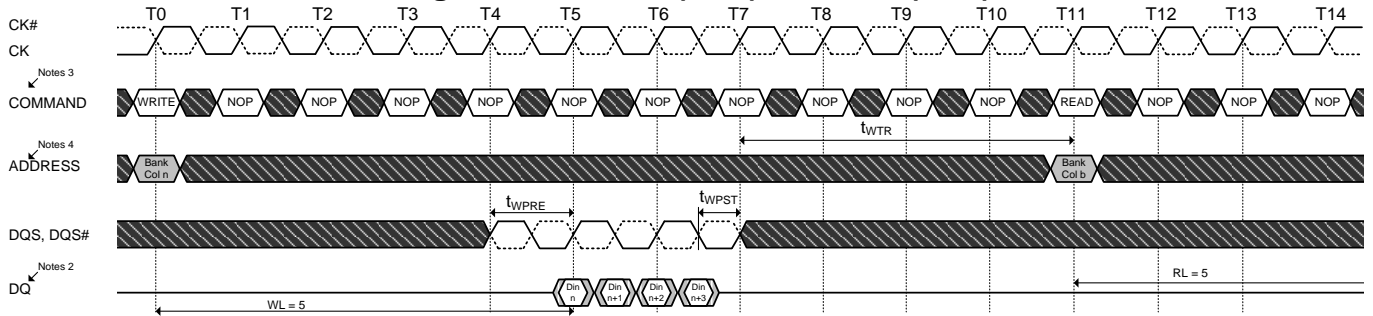 T0 T1 T2 T3 T4 T5 T6 T7 T8 T9 T10 T11 T12 T13 T14
CK#
CK
Notes 3
COMMAND
WRITE NOP NOP NOP NOP NOP NOP NOP NOP NOP NOP READ NOP NOP NOP
tWTR
Notes 4
ADDRESS
Bank
Col n
Bank
Col b
tWPRE
tWPST
DQS, DQS#
Notes 2
DQ
Din
n
Din
n+1
Din
n+2
Din
n+3
RL = 5
WL = 5